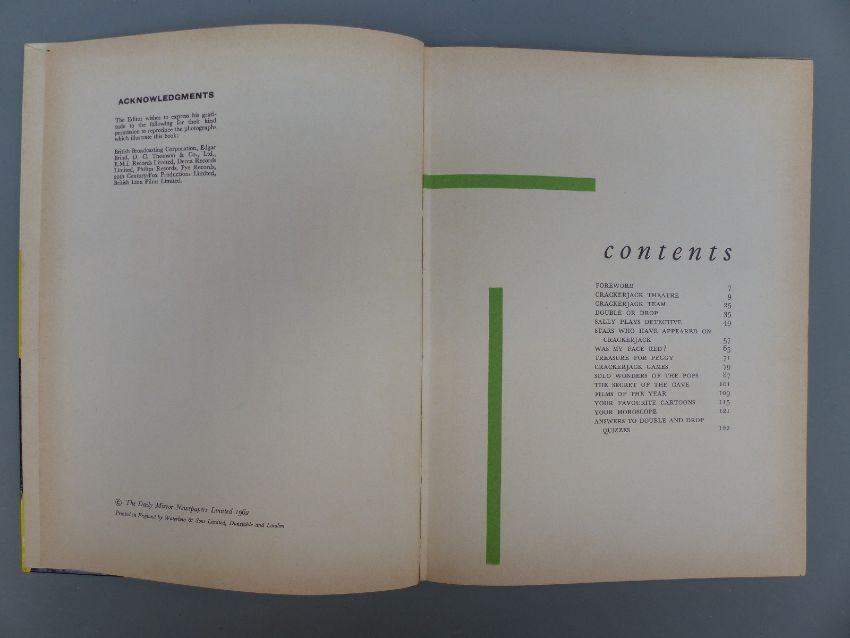 ACKNOWLEDGMENTS
The Editor wishes to express his grati-
tude to the following for their kind
permission to reproduce the photographs
which illustrate this book:
British Broadcasting Corporation, Edgar
Brind, D. C. Thomson & Co., Ltd.,
E.M.I. Records Limited, Decca Records
Limited, Philips Records, Pye Records,
20th Century-Fox Productions Limited,
British Lion Films Limited.
© The Daily Mirror Newspapers Limited 1962
Printed in England by Waterlow & Sons Limited, Dunstable and London
contents
FOREWORD 7
CRACKERJACK THEATRE 9
CRACKERJACK TEAM 25
DOUBLE OR DROP 35
SALLY PLAYS DETECTIVE 49
STARS WHO HAVE APPEARED ON
CRACKERJACK 57
WAS MY FACE RED? 65
TREASURE FOR PEGGY 71
CRACKERJACK GAMES 79
SOLO WONDERS OF THE POPS 87
THE SECRET OF THE CAVE 101
FILMS OF THE YEAR 109
YOUR FAVOURITE CARTOONS 115
YOUR HOROSCOPE 121
ANSWERS TO DOUBLE AND DROP
QUIZZES 122